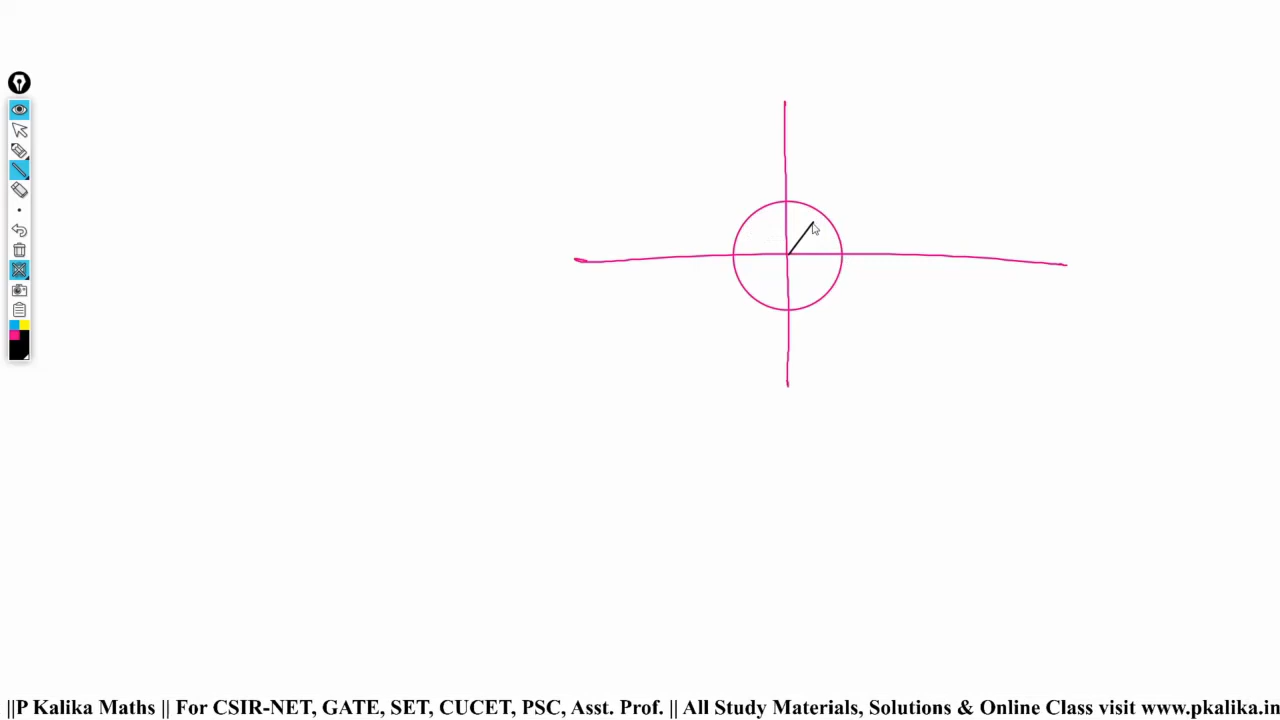 ||P Kalika Maths || For CSIR-NET, GATE, SET, CUCET, PSC, Asst. Prof. || All Study Materials, Solutions & Online Class visit www.pkalika.in